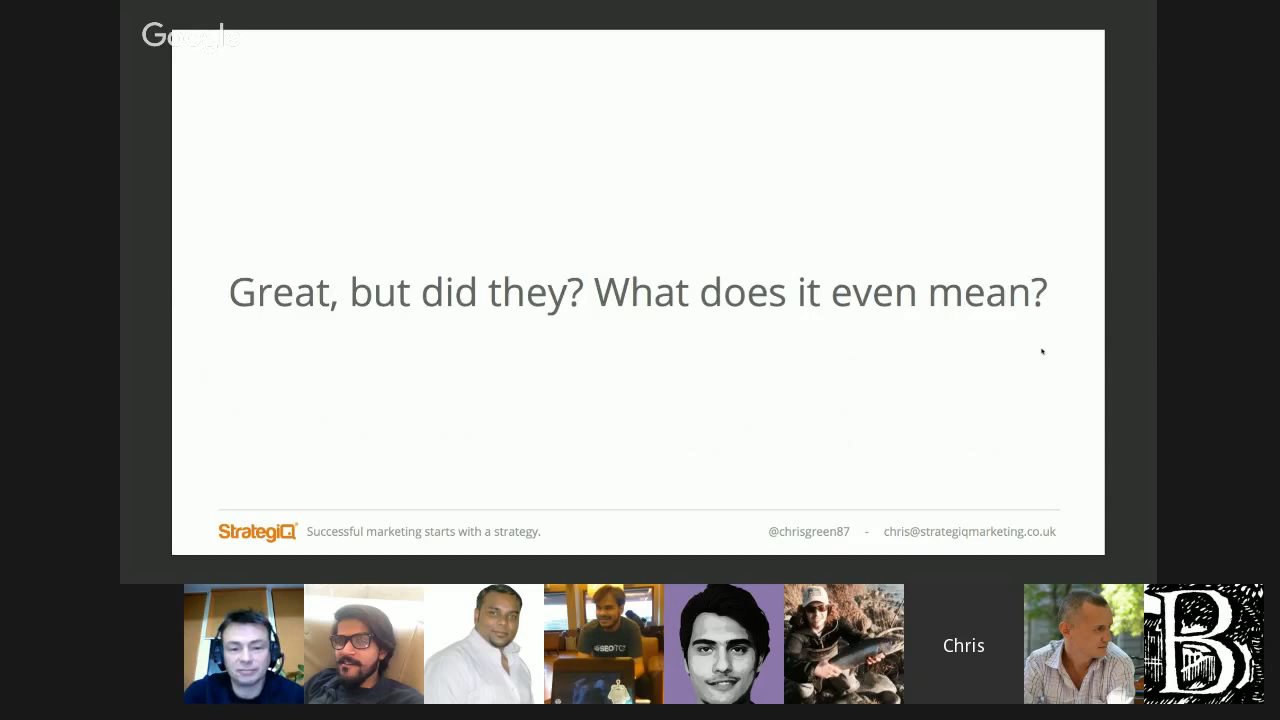 Google
Great, but did they? What does it even mean?
StrategiQ Successful marketing starts with a strategy. @chrisgreen87 - chris@strategiqmarketing.co.uk
Chris
B